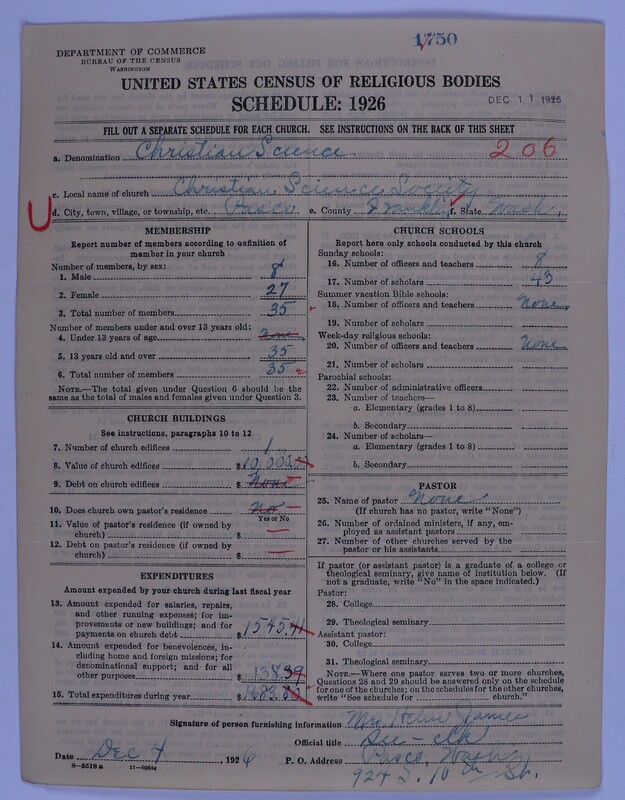 1750
DEPARTMENT OF COMMERCE
BUREAU OF THE CENSUS
WASHINGTON
UNITED STATES CENSUS OF RELIGIOUS BODIES
SCHEDULE: 1926
DEC 11 1926
FILL OUT A SEPARATE SCHEDULE FOR EACH CHURCH. SEE INSTRUCTIONS ON THE BACK OF THIS SHEET
a. Denomination Christian Science 206
c. Local name of church Christian Science Society
U d. City, town, village, or township, etc. Pasco e. County Franklin f. State Wash.
MEMBERSHIP
Report number of members according to definition of
member in your church
Number of members, by sex:
1. Male 8
2. Female 27
3. Total number of members 35
Number of members under and over 13 years old:
4. Under 13 years of age None
5. 13 years old and over 35
6. Total number of members 35
NOTE.—The total given under Question 6 should be
same as the total of males and females given under Question 3.
CHURCH BUILDINGS
See instructions, paragraphs 10 to 12
7. Number of church edifices 1
8. Value of church edifices $10,005.
9. Debt on church edifices $None
10. Does church own pastor's residence? No —
Yes or No
11. Value of pastor's residence (if owned by
church) $ —
12. Debt on pastor's residence (if owned by
church) $ —
EXPENDITURES
Amount expended by your church during last fiscal year
13. Amount expended for salaries, repairs,
and other running expenses; for im-
provements or new buildings; and for
payments on church debt $1545.41
14. Amount expended for benevolences, in-
cluding home and foreign missions; for
denominational support; and for all
other purposes 138.39
15. Total expenditures during year $1683.80
CHURCH SCHOOLS
Report here only schools conducted by this church
Sunday schools:
16. Number of officers and teachers 8
17. Number of scholars 43
Summer vacation Bible schools:
18. Number of officers and teachers None
19. Number of scholars
Week-day religious schools:
20. Number of officers and teachers None
21. Number of scholars
Parochial schools:
22. Number of administrative officers
23. Number of teachers—
a. Elementary (grades 1 to 8)
b. Secondary
24. Number of scholars—
a. Elementary (grades 1 to 8)
b. Secondary
PASTOR
25. Name of pastor None
(If church has no pastor, write "None")
26. Number of ordained ministers, if any, em-
ployed as assistant pastors
27. Number of other churches served by the
pastor or his assistants
If pastor (or assistant pastor) is a graduate of a college or
theological seminary, give name of institution below. (If
not a graduate, write "No" in the space indicated.)
Pastor:
28. College
29. Theological seminary
Assistant pastor:
30. College
31. Theological seminary
NOTE.—Where one pastor serves two or more churches,
Questions 28 and 29 should be answered only on the schedule
for one of the churches; on the schedules for the other churches,
write "See schedule for church."
Signature of person furnishing information Mrs James
Official title
Date Dec 4, 1926 P. O. Address Pasco, Wash
8-5518a 924 10th St.